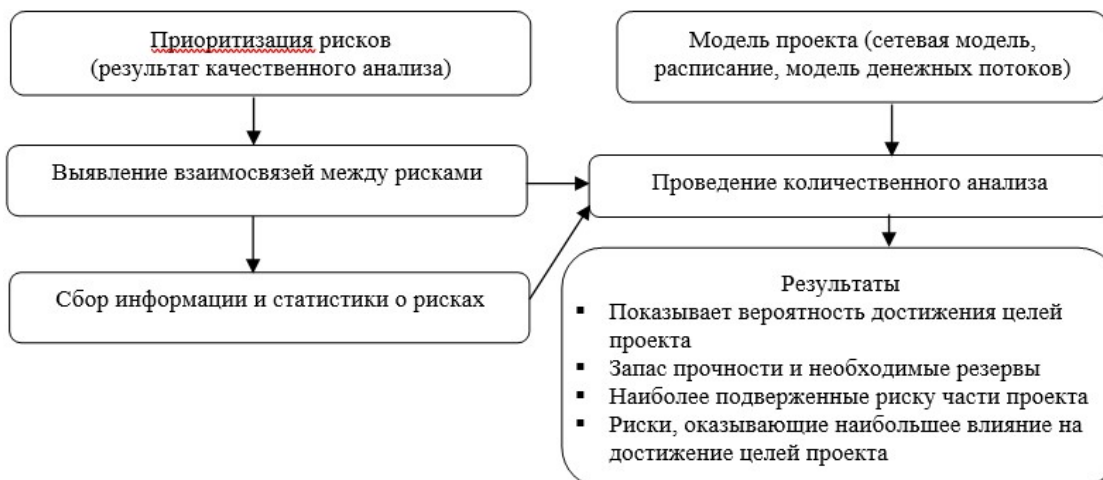 Приоритизация рисков
(результат качественного анализа)
Модель проекта (сетевая модель,
расписание, модель денежных потоков)
Выявление взаимосвязей между рисками
Проведение количественного анализа
Сбор информации и статистики о рисках
Результаты
▪ Показывает вероятность достижения целей
проекта
▪ Запас прочности и необходимые резервы
▪ Наиболее подверженные риску части проекта
▪ Риски, оказывающие наибольшее влияние на
достижение целей проекта